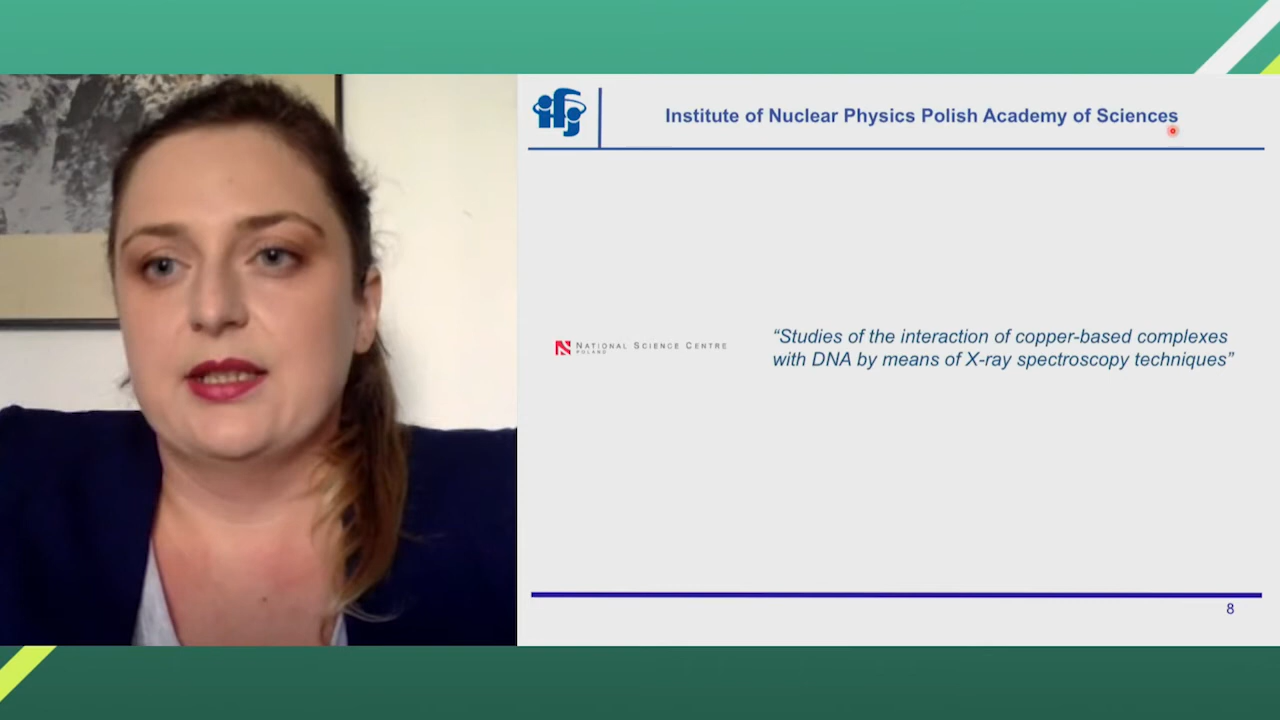 ifj
Institute of Nuclear Physics Polish Academy of Sciences
NATIONAL SCIENCE CENTRE
POLAND
“Studies of the interaction of copper-based complexes
with DNA by means of X-ray spectroscopy techniques”
8